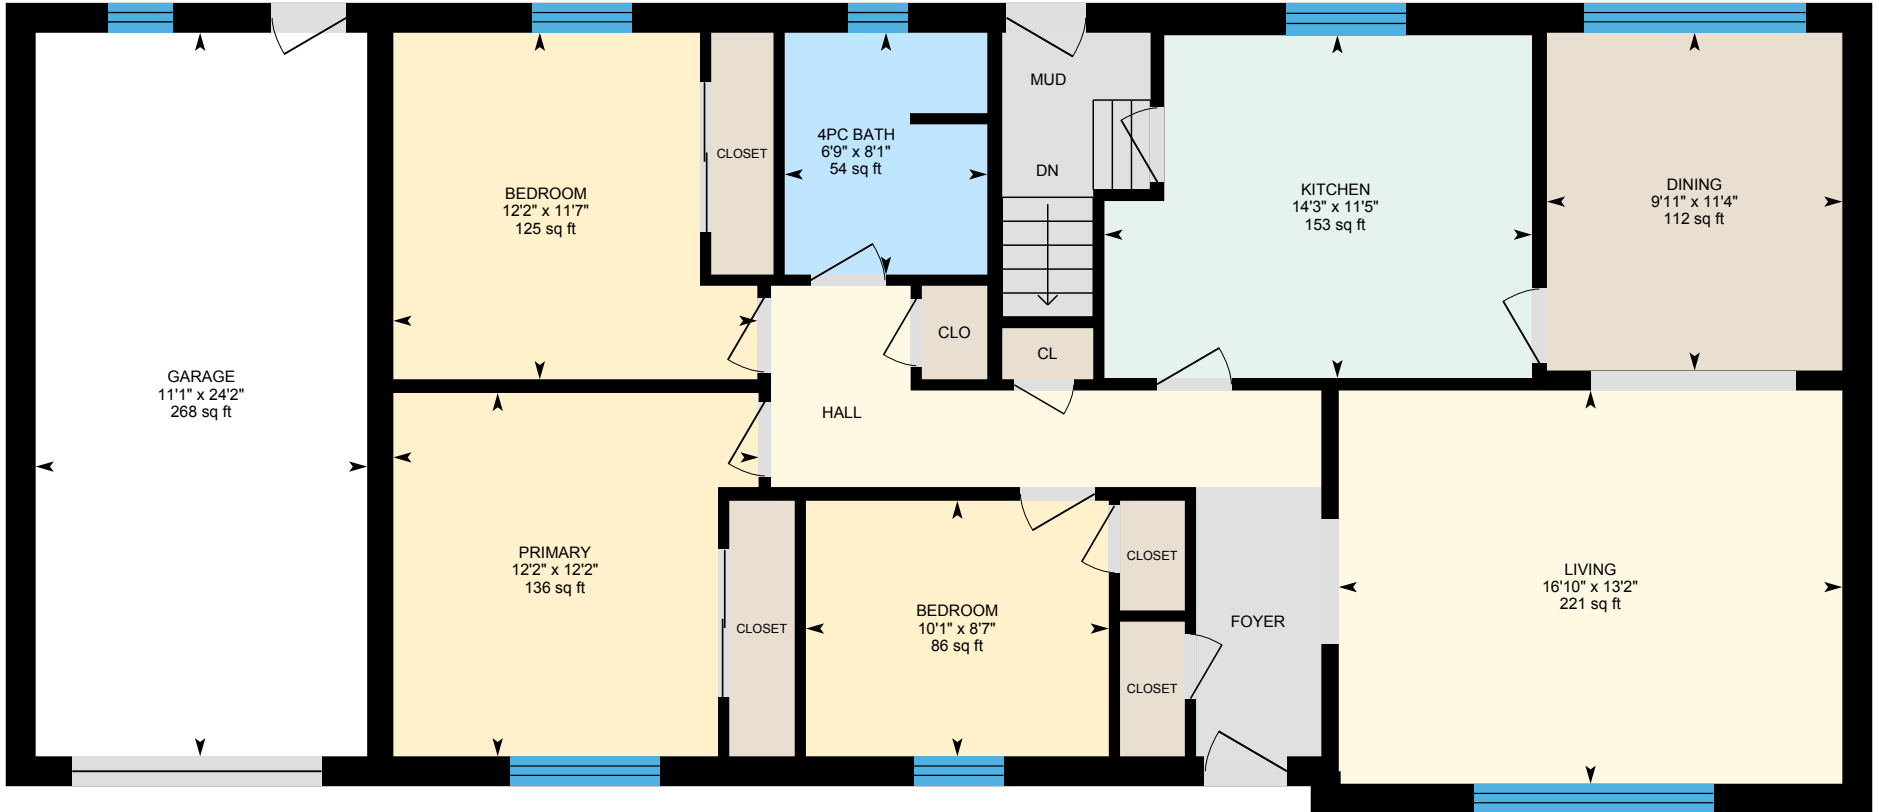 MUD
CLOSET
4PC BATH
6'9" x 8'1"
54 sq ft
DN
BEDROOM
12'2" x 11'7"
125 sq ft
KITCHEN
14'3" x 11'5"
153 sq ft
DINING
9'11" x 11'4"
112 sq ft
GARAGE
11'1" x 24'2"
268 sq ft
CLO
CL
HALL
PRIMARY
12'2" x 12'2"
136 sq ft
CLOSET
BEDROOM
10'1" x 8'7"
86 sq ft
CLOSET
CLOSET
FOYER
LIVING
16'10" x 13'2"
221 sq ft